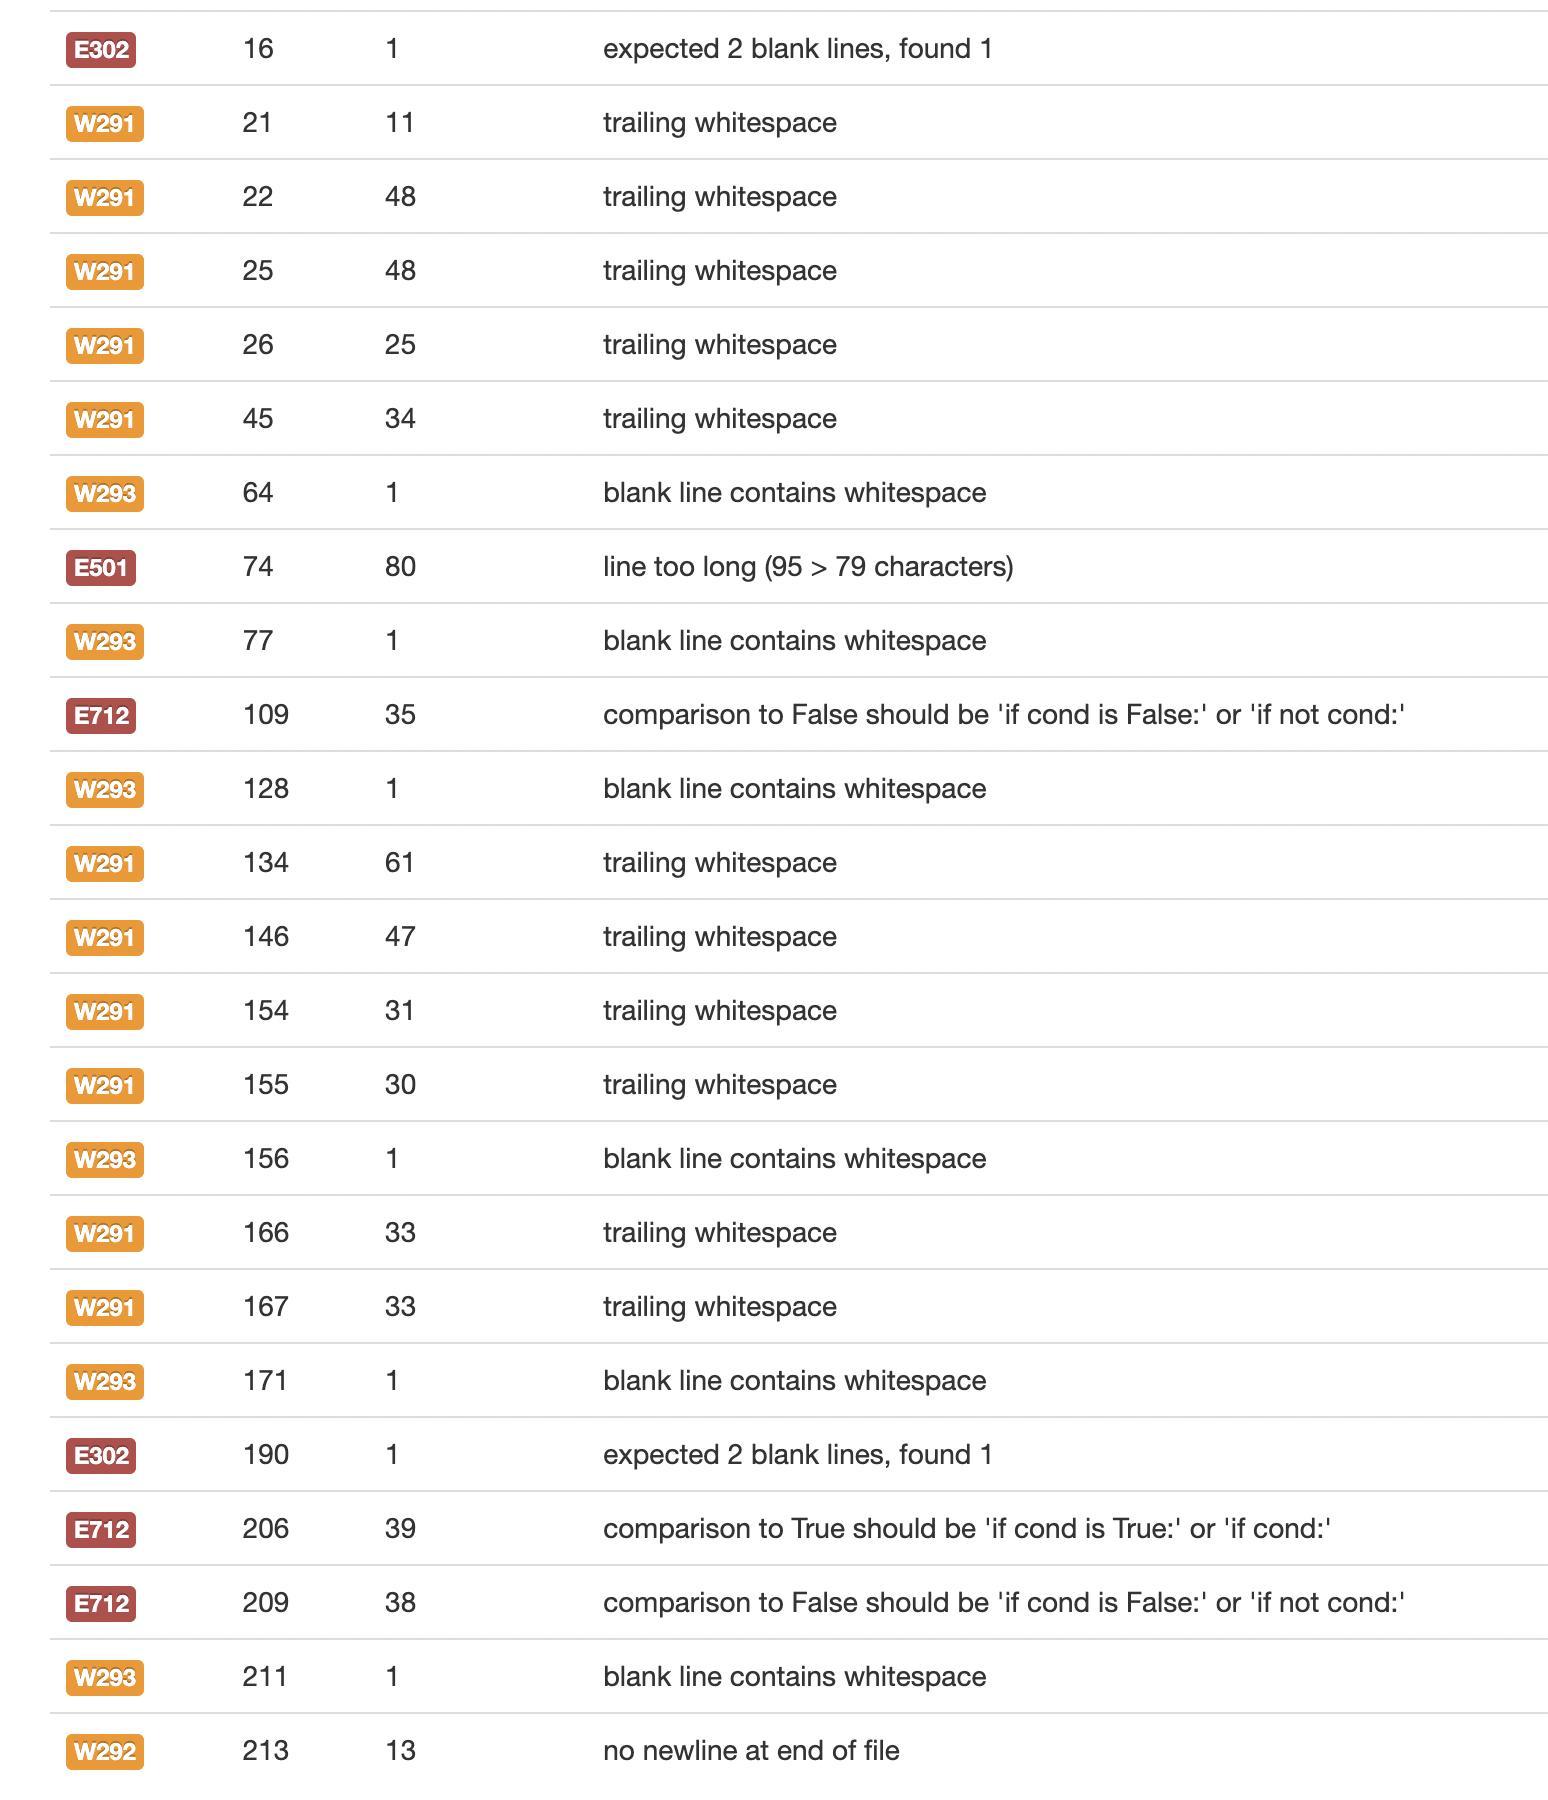 E302 16 1 expected 2 blank lines, found 1
W291 21 11 trailing whitespace
W291 22 48 trailing whitespace
W291 25 48 trailing whitespace
W291 26 25 trailing whitespace
W291 45 34 trailing whitespace
W293 64 1 blank line contains whitespace
E501 74 80 line too long (95 > 79 characters)
W293 77 1 blank line contains whitespace
E712 109 35 comparison to False should be 'if cond is False:' or 'if not cond:'
W293 128 1 blank line contains whitespace
W291 134 61 trailing whitespace
W291 146 47 trailing whitespace
W291 154 31 trailing whitespace
W291 155 30 trailing whitespace
W293 156 1 blank line contains whitespace
W291 166 33 trailing whitespace
W291 167 33 trailing whitespace
W293 171 1 blank line contains whitespace
E302 190 1 expected 2 blank lines, found 1
E712 206 39 comparison to True should be 'if cond is True:' or 'if cond:'
E712 209 38 comparison to False should be 'if cond is False:' or 'if not cond:'
W293 211 1 blank line contains whitespace
W292 213 13 no newline at end of file